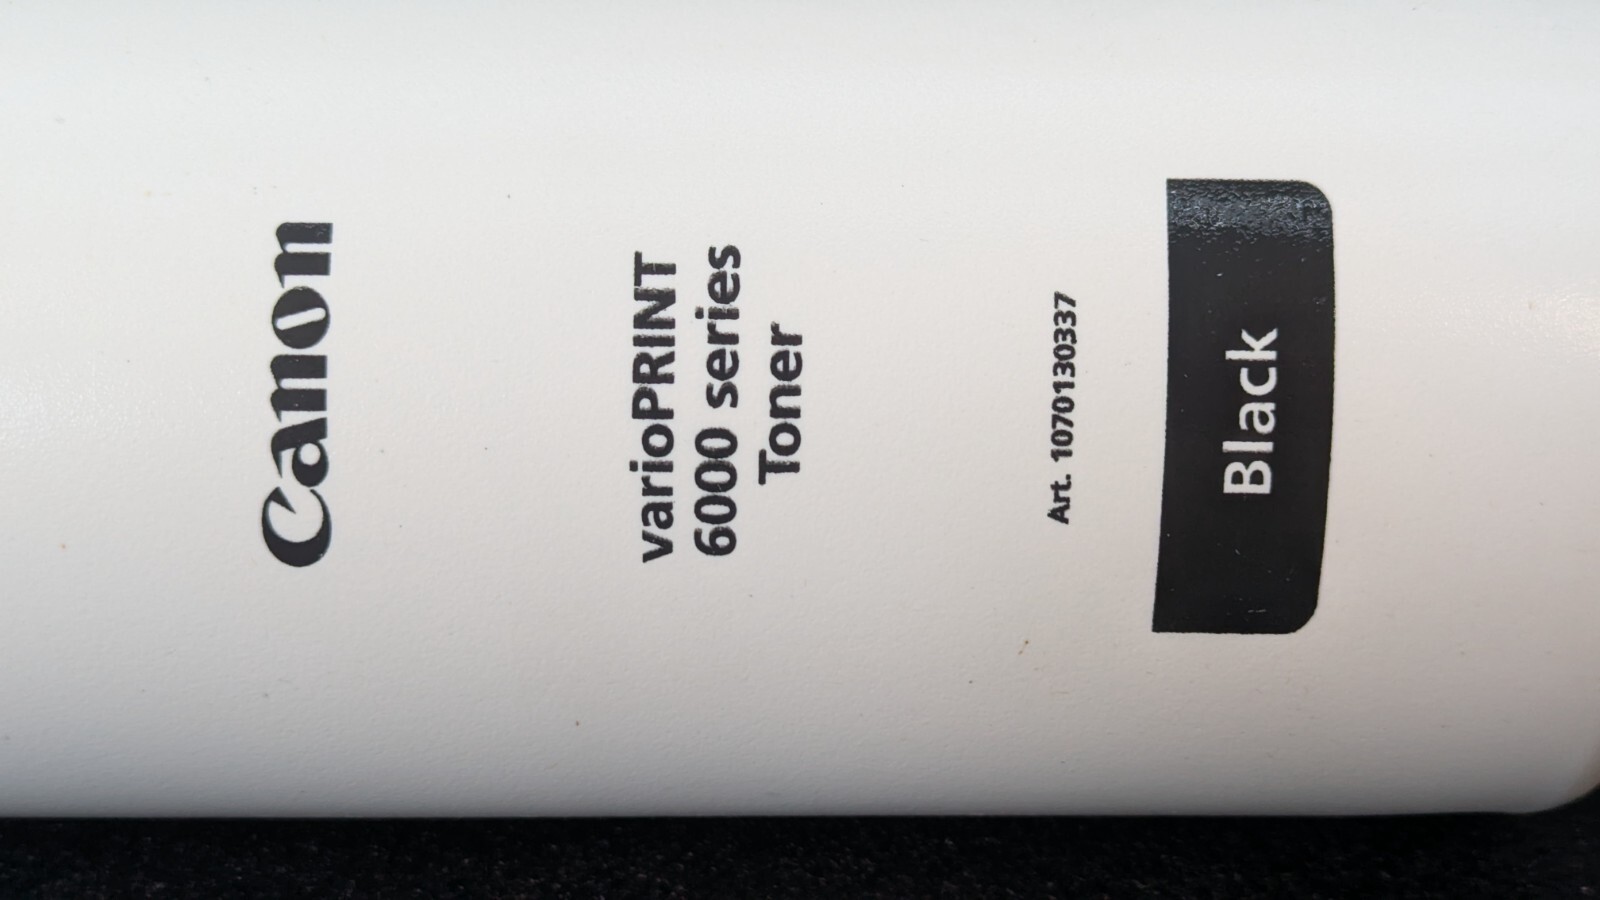 Canon
varioPRINT
6000 series
Toner
Art. 1070130337
Black